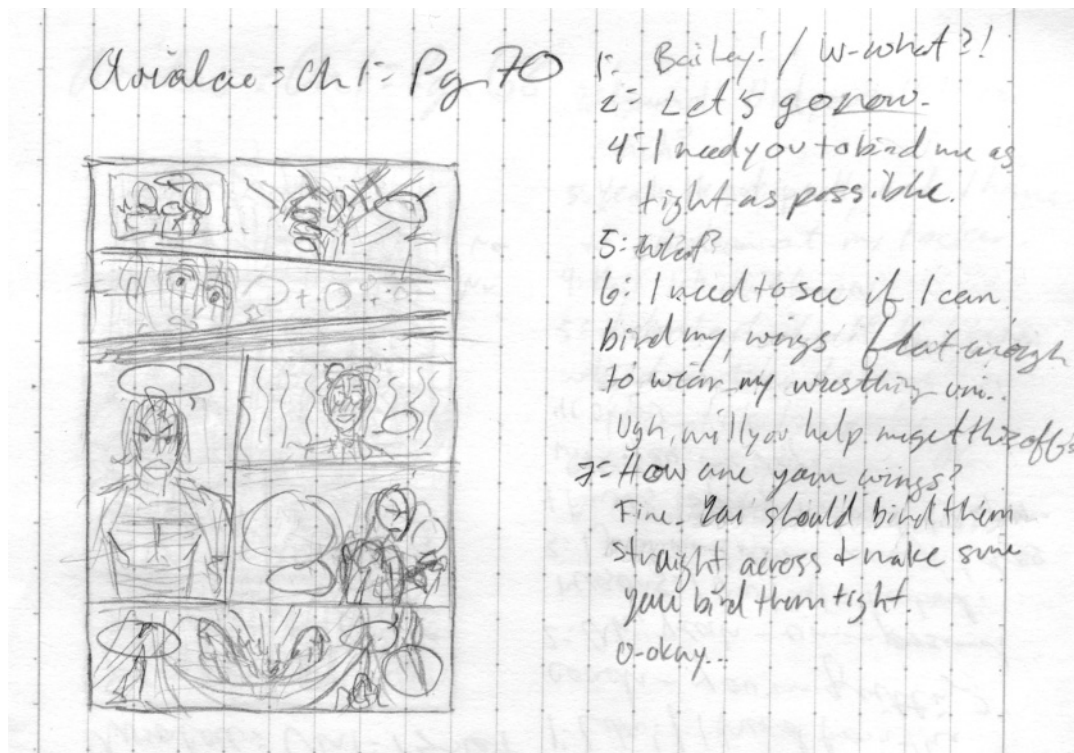 Avialae = Ch 1 = Pg 70
1= Bailey! / W-what?!
2= Let's go now.
4= I need you to bind me as
tight as possible.
5: What?
6: I need to see if I can
bind my wings flat enough
to wear my wrestling uni..
Ugh, will you help me get this off
7= How are your wings?
Fine. You should bind them
straight across & make sure
you bind them tight.
O-okay...